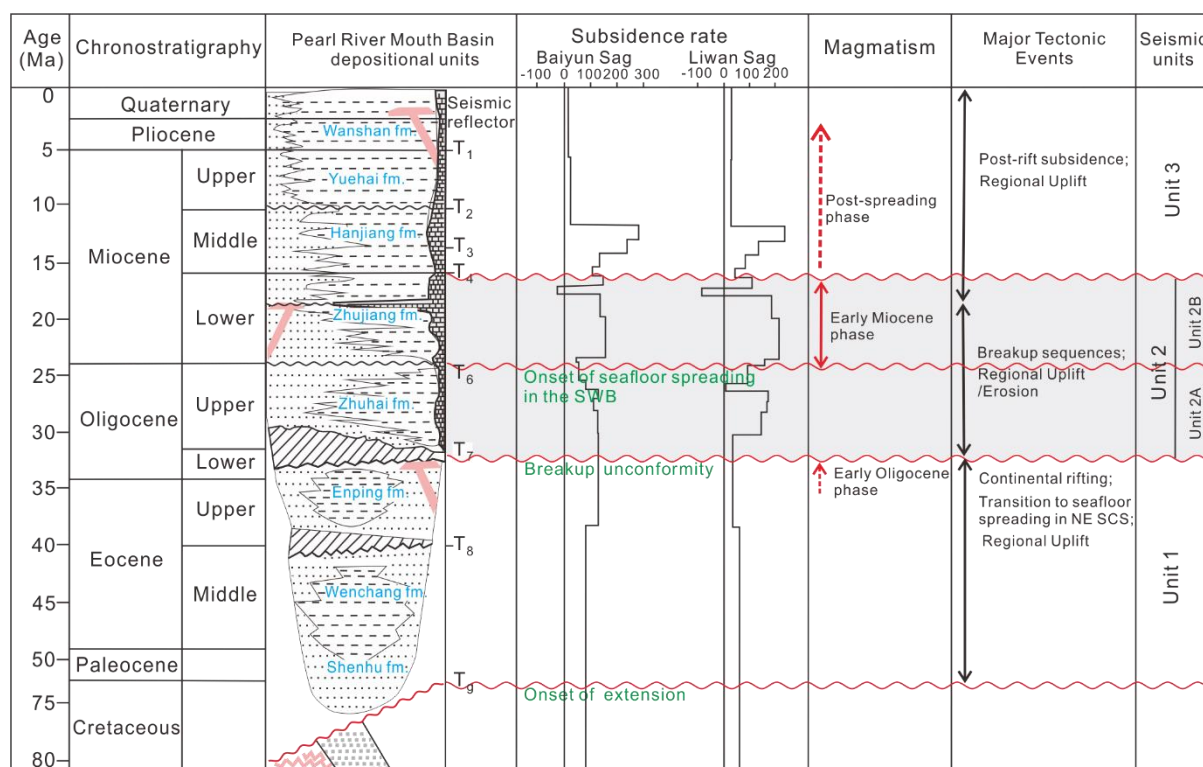 Age
(Ma)
Chronostratigraphy
Pearl River Mouth Basin
depositional units
Subsidence rate
Baiyun Sag
Liwan Sag
-100 0 100 200 300
-100 0 100 200
Magmatism
Major Tectonic
Events
Seismic
units
0
5
10
15
20
25
30
35
40
45
50
75
80
Quaternary
Pliocene
Miocene
Upper
Middle
Lower
Oligocene
Upper
Lower
Eocene
Upper
Middle
Paleocene
Cretaceous
Wanshan fm.
Yuehai fm.
Hanjiang fm.
Zhujiang fm.
Zhuhai fm.
Enping fm.
Wenchang fm.
Shenhu fm.
Seismic
reflector
T1
T2
T3
T4
T6
T7
T8
T9
Onset of seafloor spreading
in the SWB
Breakup unconformity
Onset of extension
Post-spreading
phase
Early Miocene
phase
Early Oligocene
phase
Post-rift subsidence;
Regional Uplift
Breakup sequences;
Regional Uplift
/Erosion
Continental rifting;
Transition to seafloor
spreading in NE SCS;
Regional Uplift
Unit 3
Unit 2
Unit 2B
Unit 2A
Unit 1